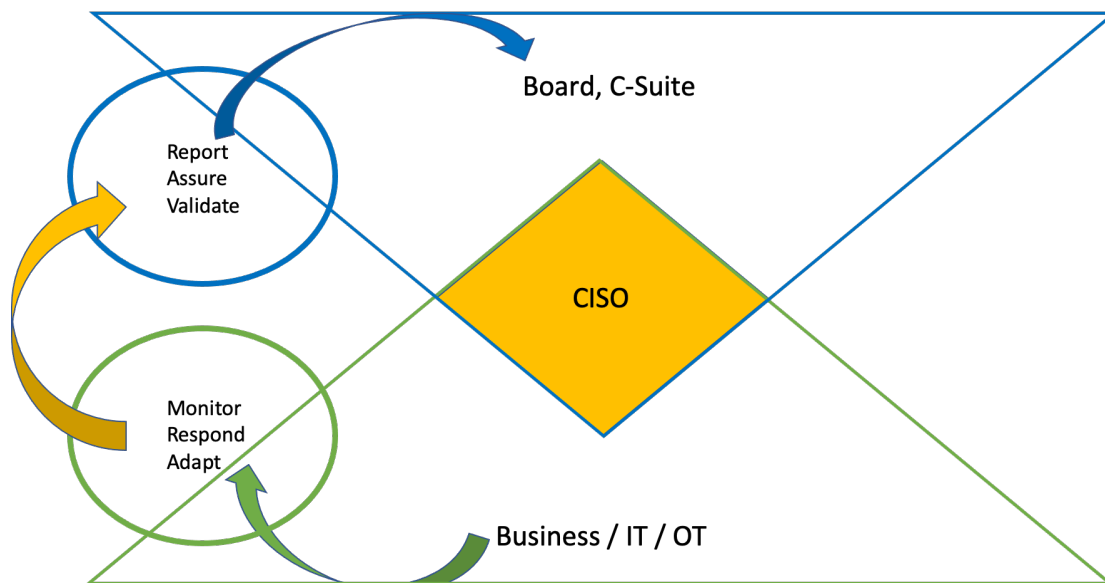 Board, C-Suite
Report
Assure
Validate
CISO
Monitor
Respond
Adapt
Business / IT / OT